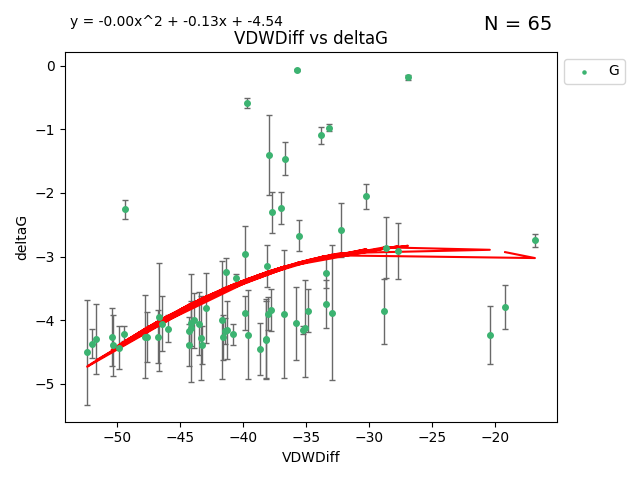 y = -0.00x^2 + -0.13x + -4.54
N = 65
VDWDiff vs deltaG
G
0
−1
−2
−3
−4
−5
deltaG
−50 −45 −40 −35 −30 −25 −20
VDWDiff